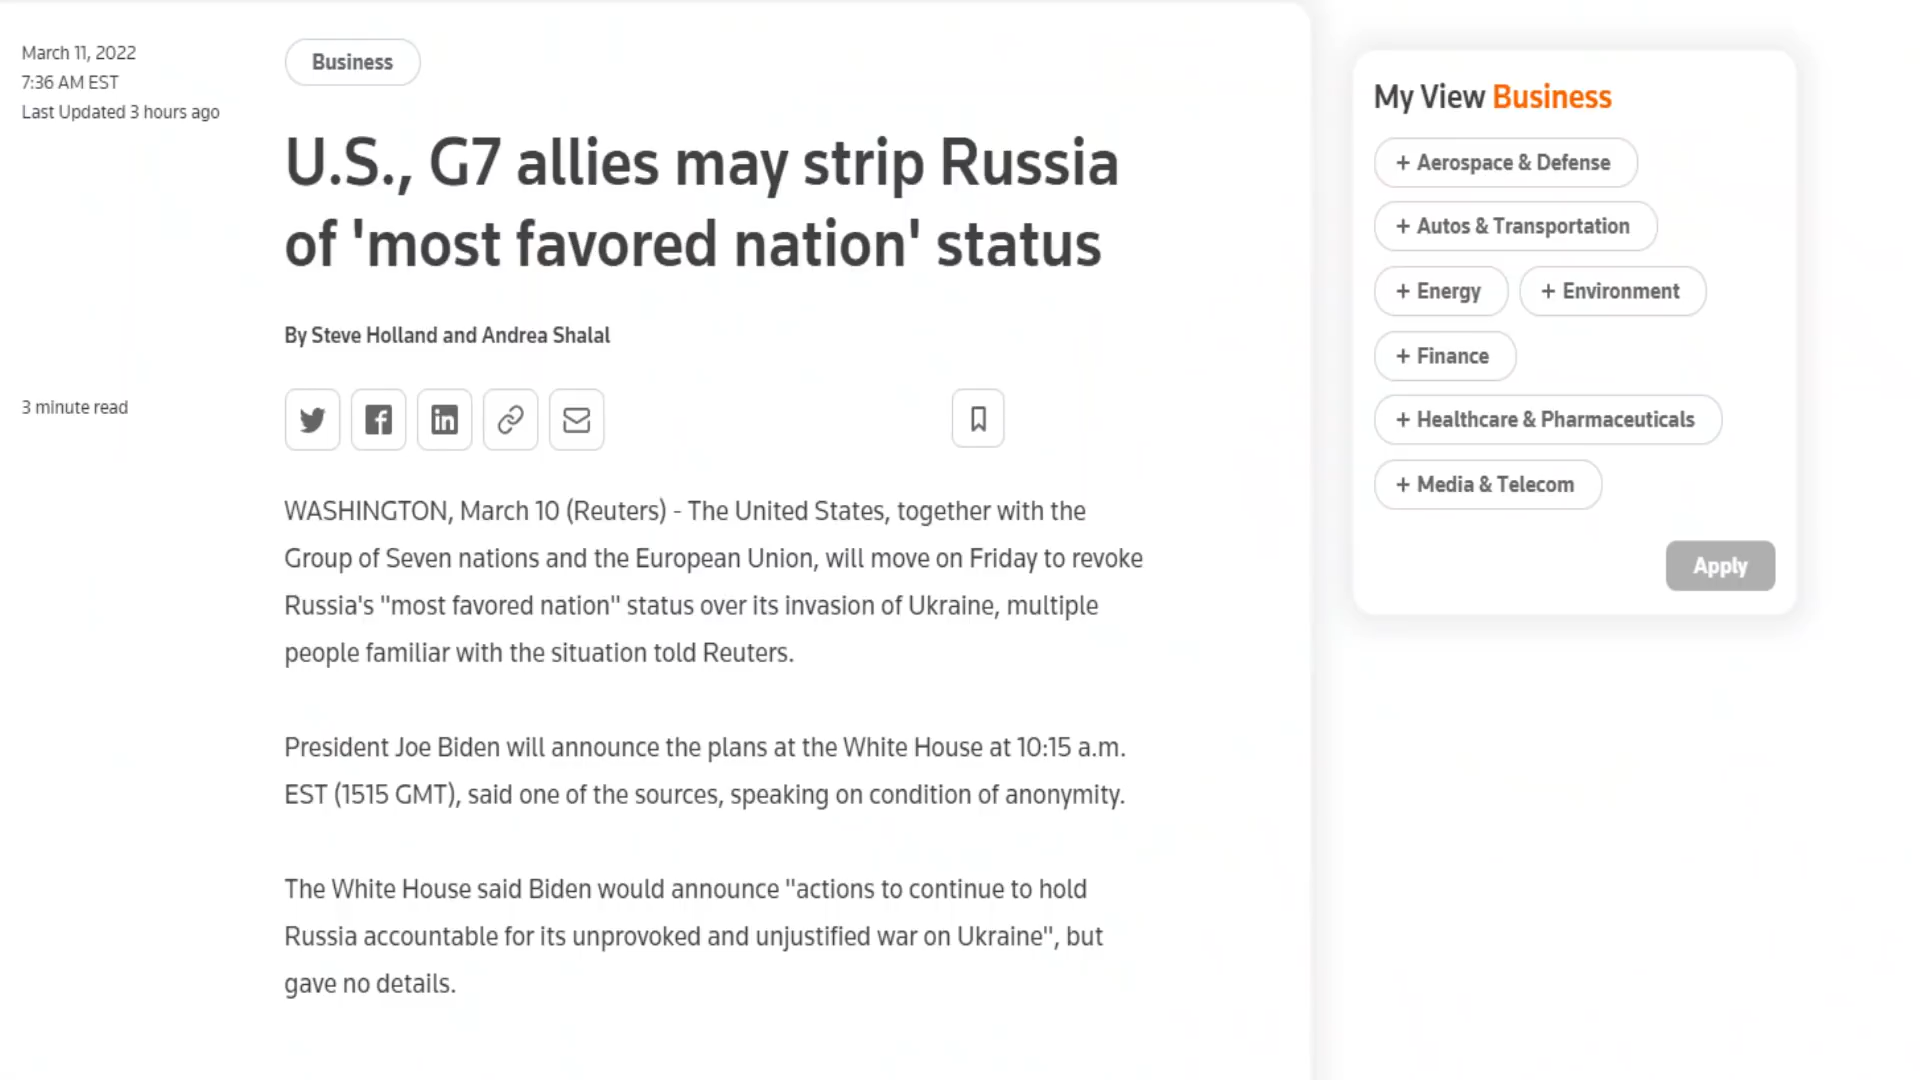 March 11, 2022
7:36 AM EST
Last Updated 3 hours ago
Business
U.S., G7 allies may strip Russia
of 'most favored nation' status
By Steve Holland and Andrea Shalal
3 minute read
WASHINGTON, March 10 (Reuters) - The United States, together with the
Group of Seven nations and the European Union, will move on Friday to revoke
Russia's "most favored nation" status over its invasion of Ukraine, multiple
people familiar with the situation told Reuters.
President Joe Biden will announce the plans at the White House at 10:15 a.m.
EST (1515 GMT), said one of the sources, speaking on condition of anonymity.
The White House said Biden would announce "actions to continue to hold
Russia accountable for its unprovoked and unjustified war on Ukraine", but
gave no details.
My View Business
+ Aerospace & Defense
+ Autos & Transportation
+ Energy + Environment
+ Finance
+ Healthcare & Pharmaceuticals
+ Media & Telecom
Apply